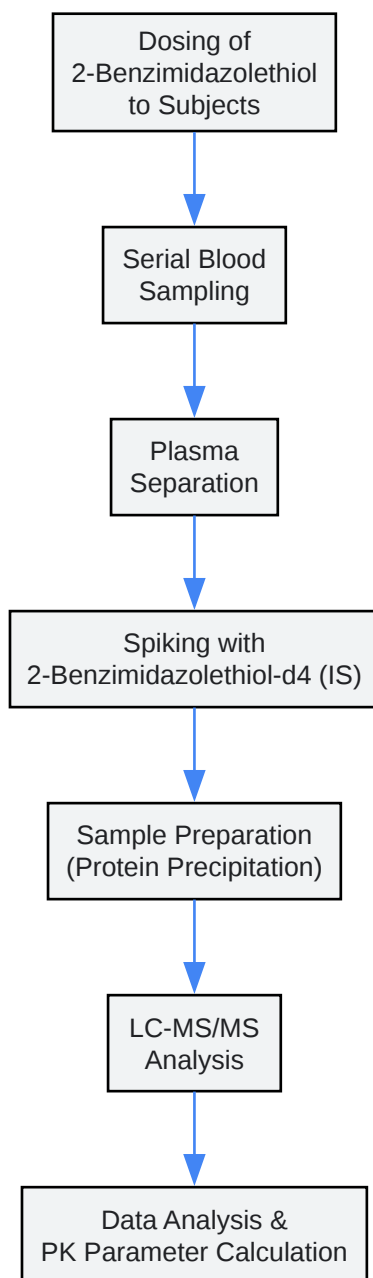 Dosing of
2-Benzimidazolethiol
to Subjects
Serial Blood
Sampling
Plasma
Separation
Spiking with
2-Benzimidazolethiol-d4 (IS)
Sample Preparation
(Protein Precipitation)
LC-MS/MS
Analysis
Data Analysis &
PK Parameter Calculation